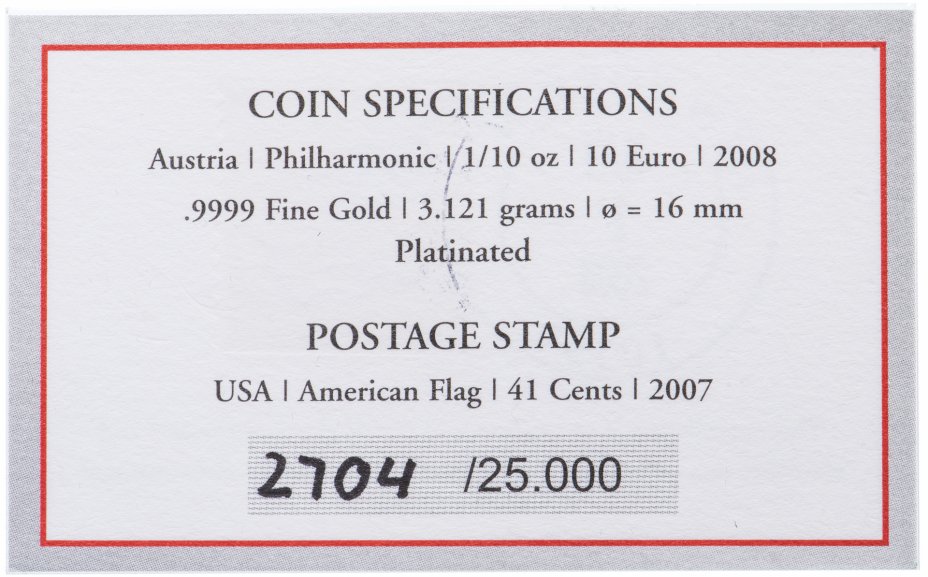 COIN SPECIFICATIONS
Austria | Philharmonic | 1/10 oz | 10 Euro | 2008
.9999 Fine Gold | 3.121 grams | ø = 16 mm
Platinated
POSTAGE STAMP
USA | American Flag | 41 Cents | 2007
2704 /25.000